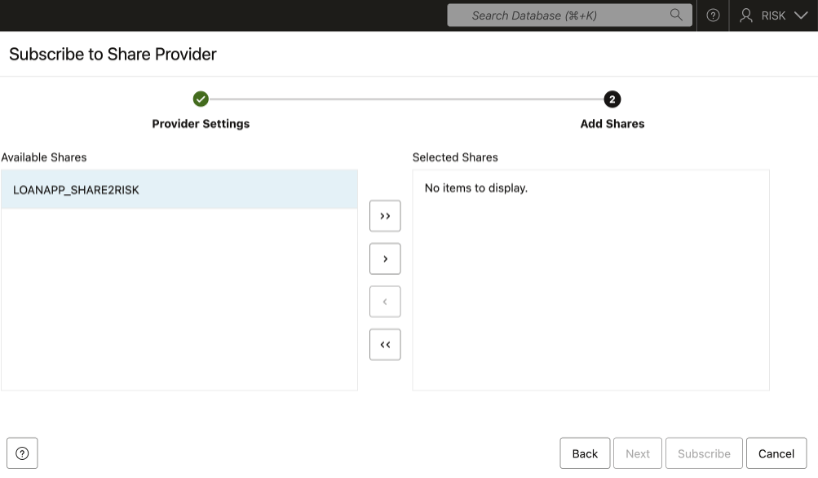 Search Database (⌘+K)
RISK
Subscribe to Share Provider
2
Provider Settings
Add Shares
Available Shares
Selected Shares
LOANAPP_SHARE2RISK
No items to display.
>>
>
<
<<
?
Back
Next
Subscribe
Cancel